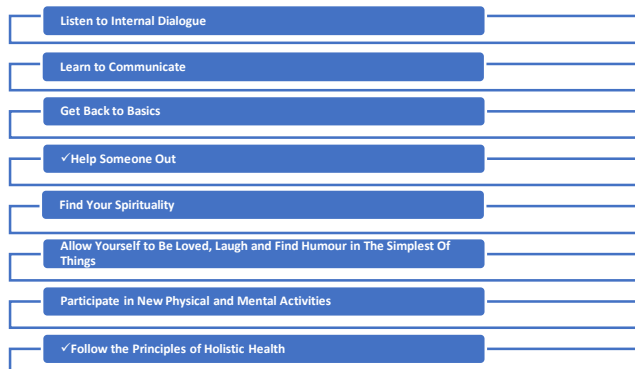 Listen to Internal Dialogue
Learn to Communicate
Get Back to Basics
✓Help Someone Out
Find Your Spirituality
Allow Yourself to Be Loved, Laugh and Find Humour in The Simplest Of
Things
Participate in New Physical and Mental Activities
✓Follow the Principles of Holistic Health